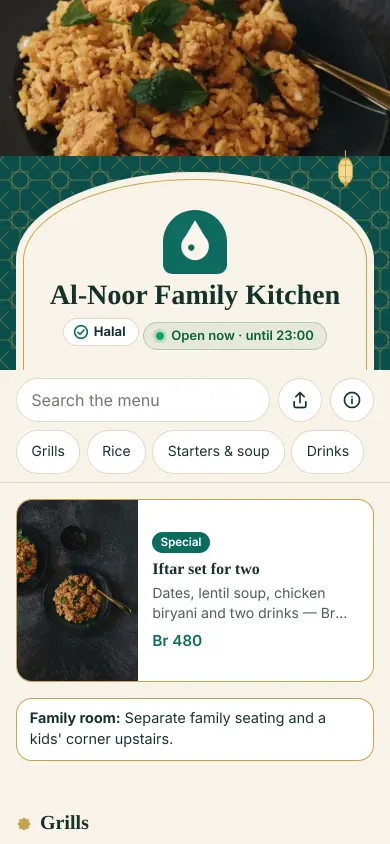 Al-Noor Family Kitchen
Halal
Open now · until 23:00
Search the menu
Grills
Rice
Starters & soup
Drinks
Special
Iftar set for two
Dates, lentil soup, chicken
biryani and two drinks — Br...
Br 480
Family room: Separate family seating and a
kids' corner upstairs.
Grills